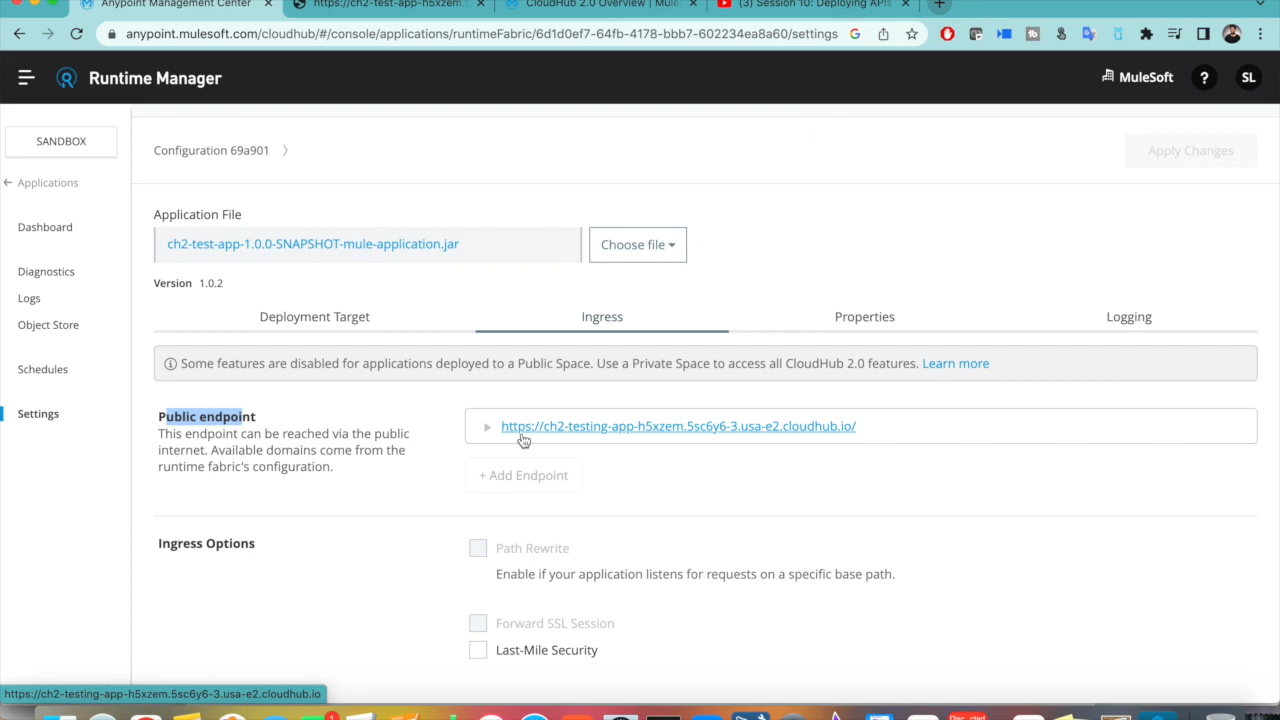 Anypoint Management Center
https://ch2-test-app-h5xzem.5
CloudHub 2.0 Overview | Mule
(3) Session 10: Deploying APIs
anypoint.mulesoft.com/cloudhub/#/console/applications/runtimeFabric/6d1d0ef7-64fb-4178-bbb7-602234ea8a60/settings
Runtime Manager
MuleSoft
?
SL
SANDBOX
Applications
Dashboard
Diagnostics
Logs
Object Store
Schedules
Settings
Configuration 69a901
Apply Changes
Application File
ch2-test-app-1.0.0-SNAPSHOT-mule-application.jar
Choose file
Version 1.0.2
Deployment Target
Ingress
Properties
Logging
Some features are disabled for applications deployed to a Public Space. Use a Private Space to access all CloudHub 2.0 features. Learn more
Public endpoint
This endpoint can be reached via the public
internet. Available domains come from the
runtime fabric's configuration.
https://ch2-testing-app-h5xzem.5sc6y6-3.usa-e2.cloudhub.io/
+ Add Endpoint
Ingress Options
Path Rewrite
Enable if your application listens for requests on a specific base path.
Forward SSL Session
Last-Mile Security
https://ch2-testing-app-h5xzem.5sc6y6-3.usa-e2.cloudhub.io